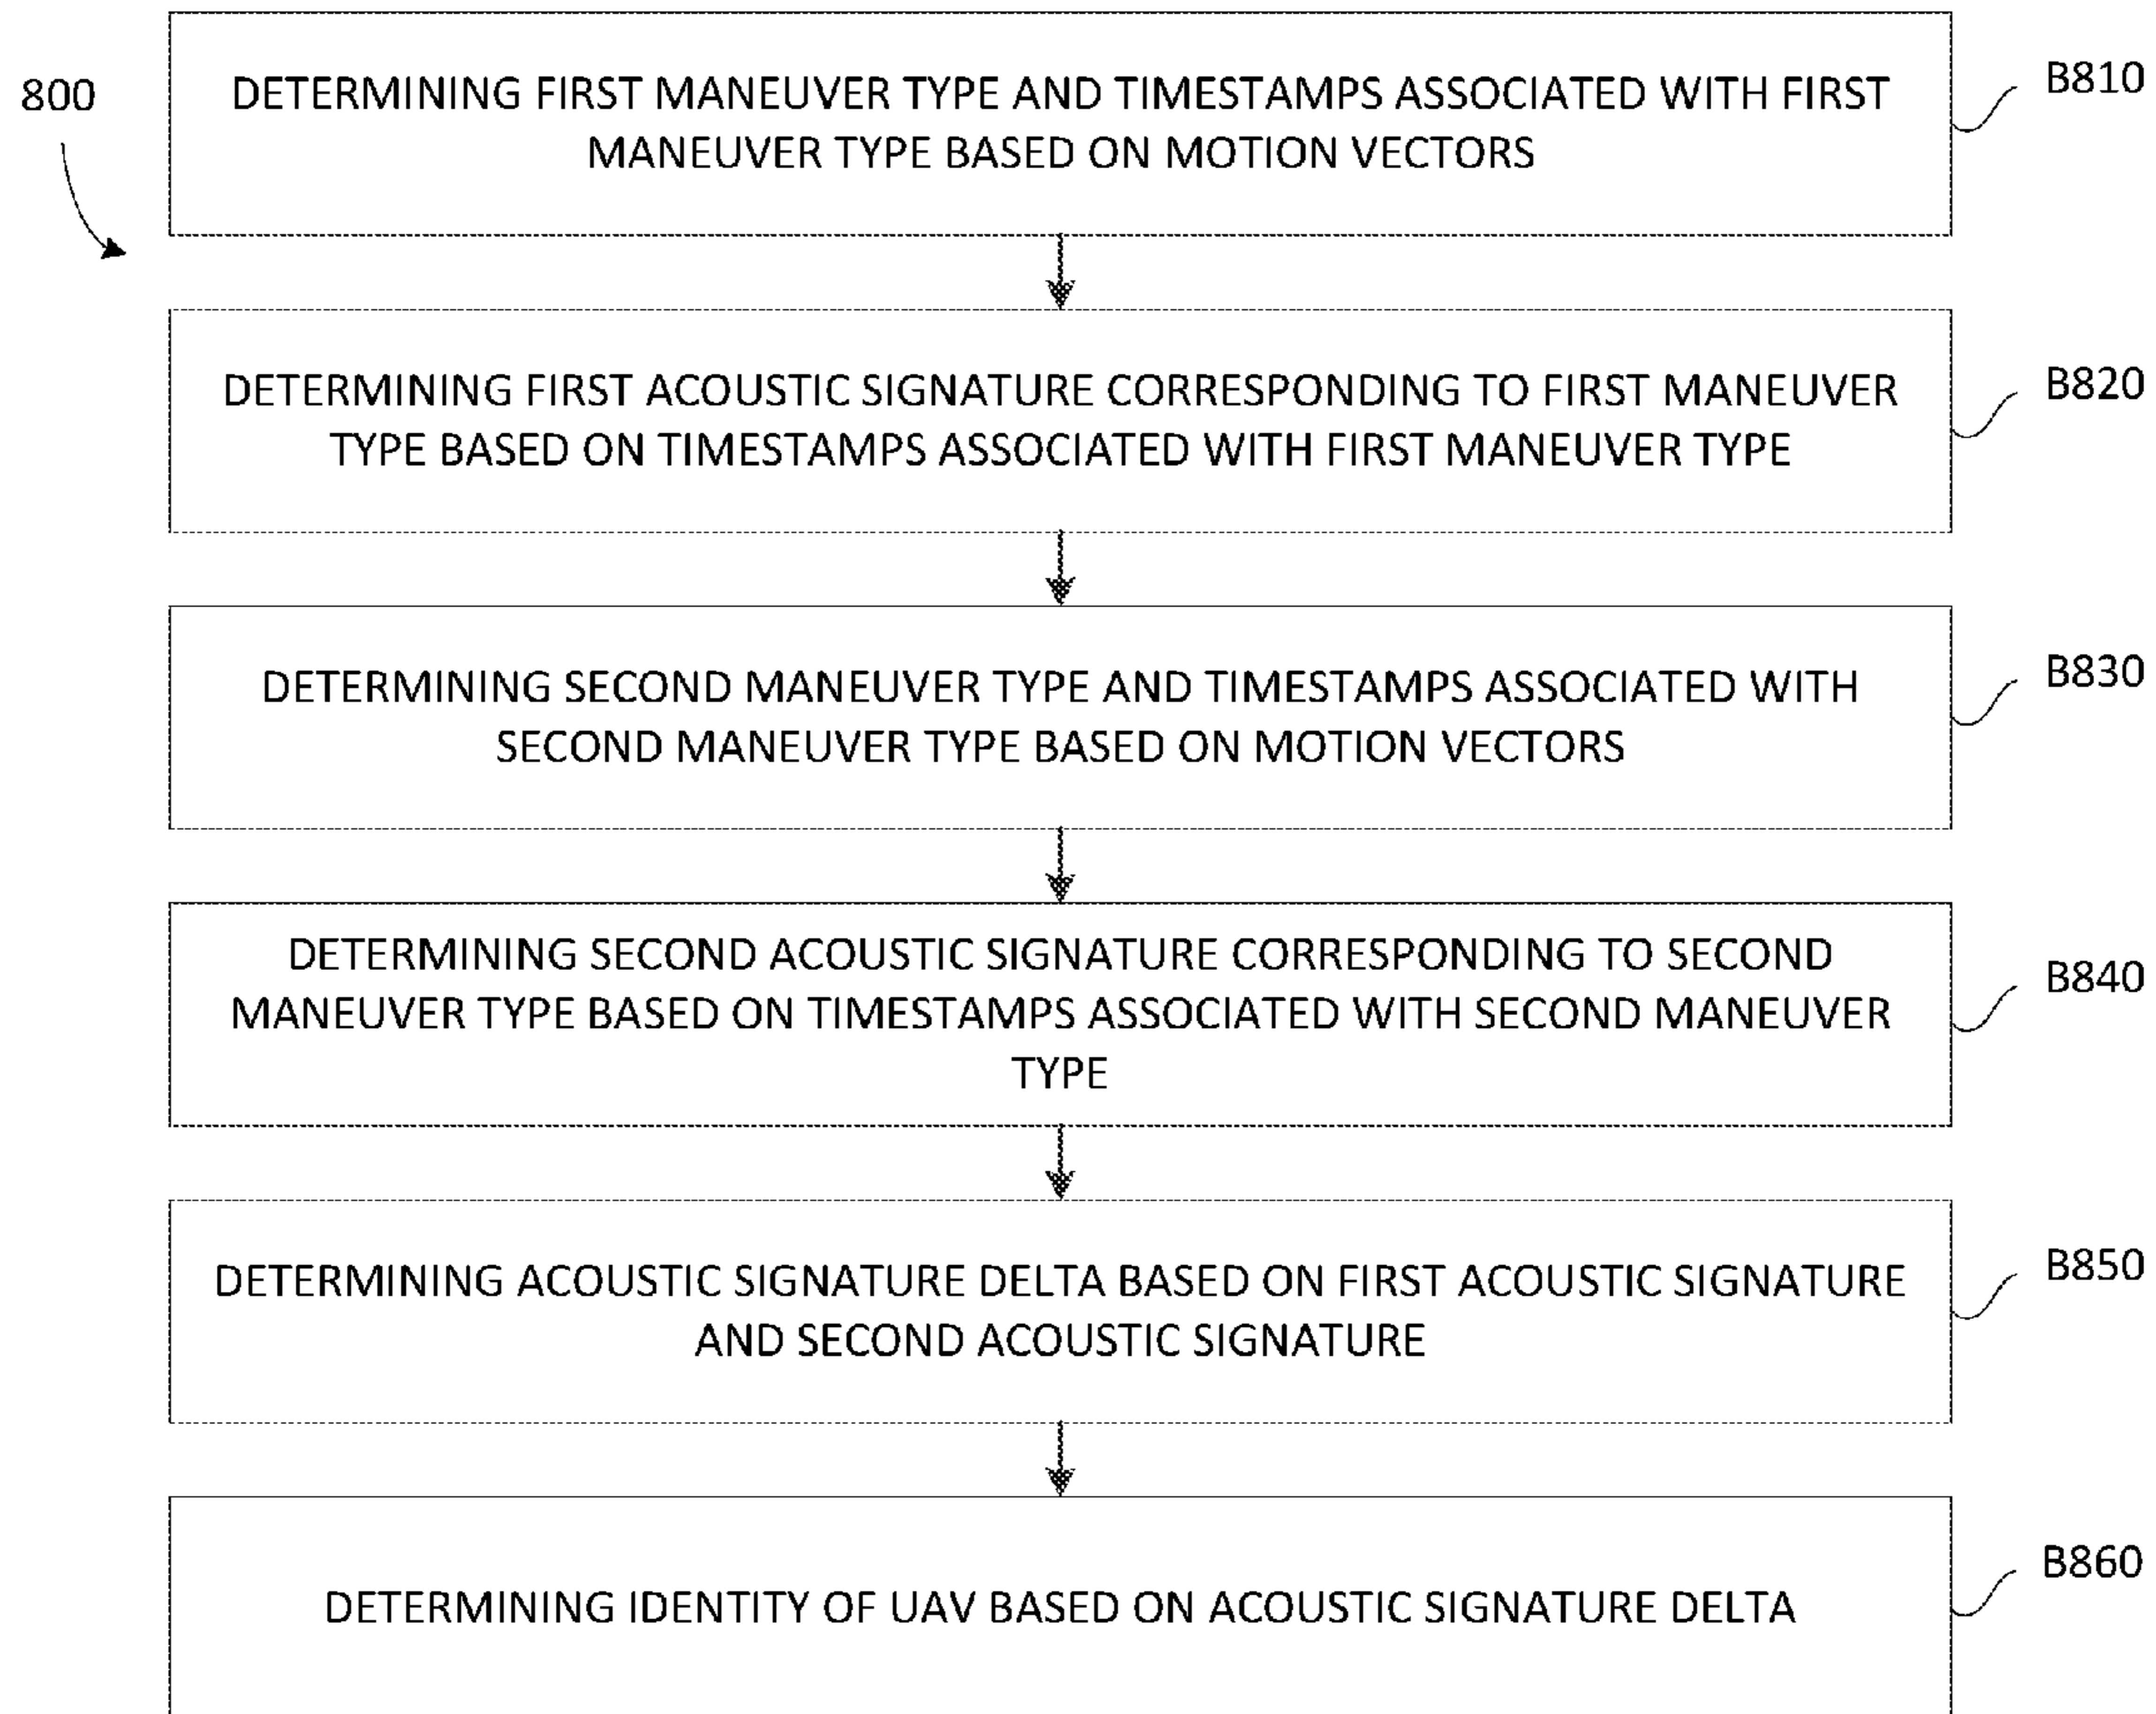 800
DETERMINING FIRST MANEUVER TYPE AND TIMESTAMPS ASSOCIATED WITH FIRST
MANEUVER TYPE BASED ON MOTION VECTORS
B810
DETERMINING FIRST ACOUSTIC SIGNATURE CORRESPONDING TO FIRST MANEUVER
TYPE BASED ON TIMESTAMPS ASSOCIATED WITH FIRST MANEUVER TYPE
B820
DETERMINING SECOND MANEUVER TYPE AND TIMESTAMPS ASSOCIATED WITH
SECOND MANEUVER TYPE BASED ON MOTION VECTORS
B830
DETERMINING SECOND ACOUSTIC SIGNATURE CORRESPONDING TO SECOND
MANEUVER TYPE BASED ON TIMESTAMPS ASSOCIATED WITH SECOND MANEUVER
TYPE
B840
DETERMINING ACOUSTIC SIGNATURE DELTA BASED ON FIRST ACOUSTIC SIGNATURE
AND SECOND ACOUSTIC SIGNATURE
B850
DETERMINING IDENTITY OF UAV BASED ON ACOUSTIC SIGNATURE DELTA
B860